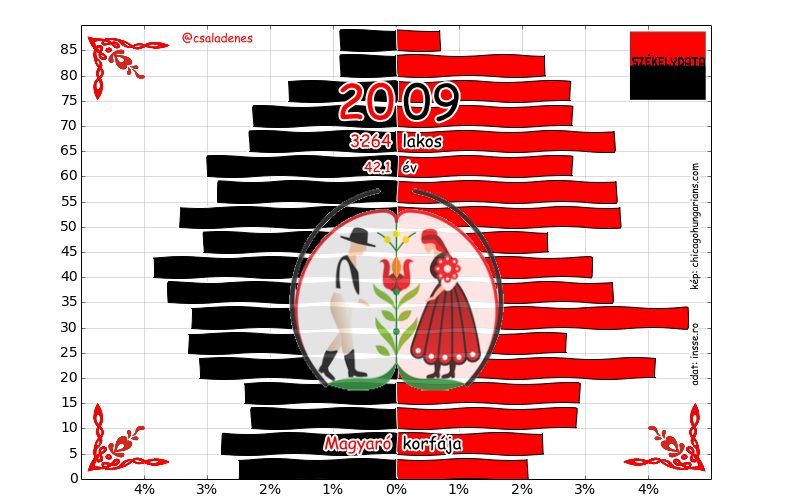 @csaladenes
SZÉKELYDATA
2009
3264 lakos
42.1 év
kép: chicagohungarians.com
adat: insse.ro
Magyaró korfája
85
80
75
70
65
60
55
50
45
40
35
30
25
20
15
10
5
0
4% 3% 2% 1% 0% 1% 2% 3% 4%